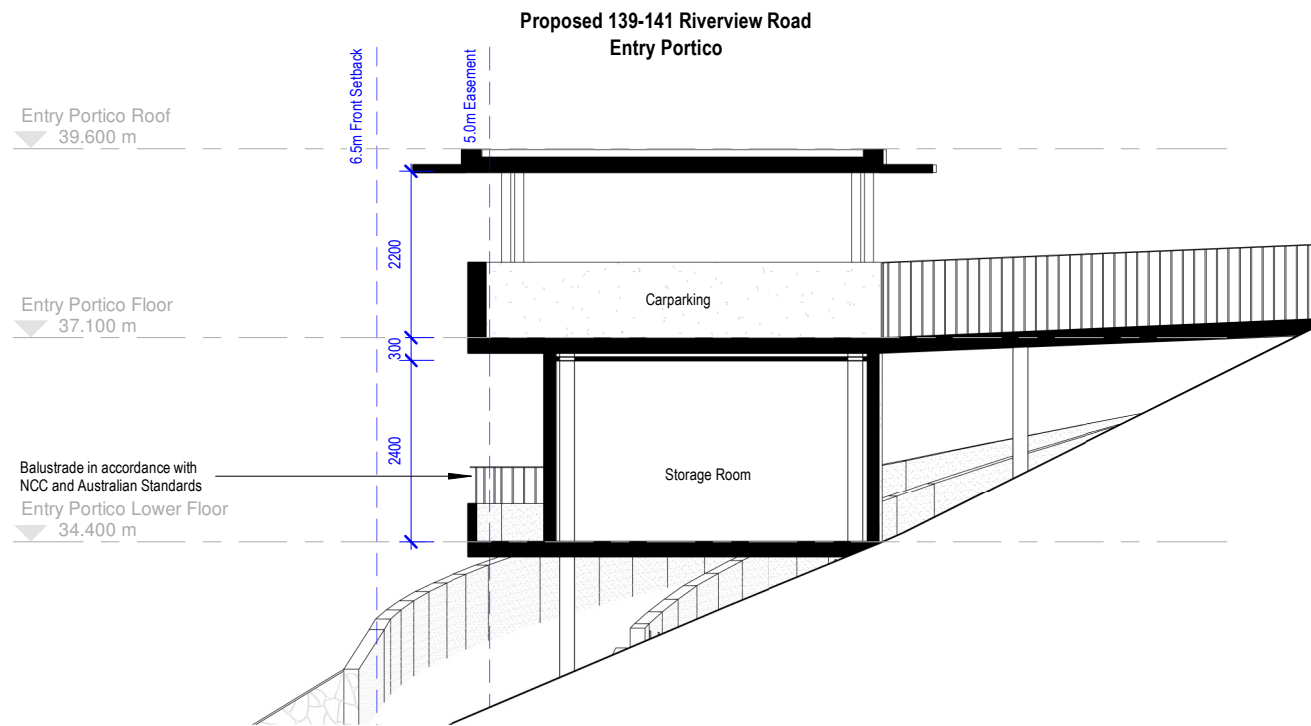 Proposed 139-141 Riverview Road
Entry Portico
6.5m Front Setback
5.0m Easement
Entry Portico Roof
39.600 m
2200
Carparking
Entry Portico Floor
37.100 m
300
2400
Balustrade in accordance with
NCC and Australian Standards
Storage Room
Entry Portico Lower Floor
34.400 m